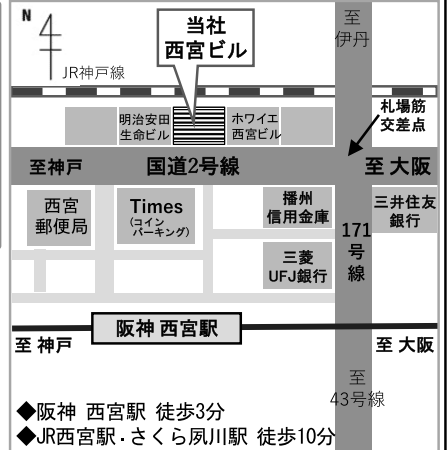 N
至
伊丹
当社
西宮ビル
JR神戸線
明治安田
生命ビル
ホワイエ
西宮ビル
札場筋
交差点
至神戸
国道2号線
至 大阪
西宮
郵便局
Times
(コイン
パーキング)
播州
信用金庫
三井住友
銀行
171
号
線
三菱
UFJ銀行
阪神 西宮駅
至 神戸
至 大阪
至
43号線
◆阪神 西宮駅 徒歩3分
◆JR西宮駅・さくら夙川駅 徒歩10分